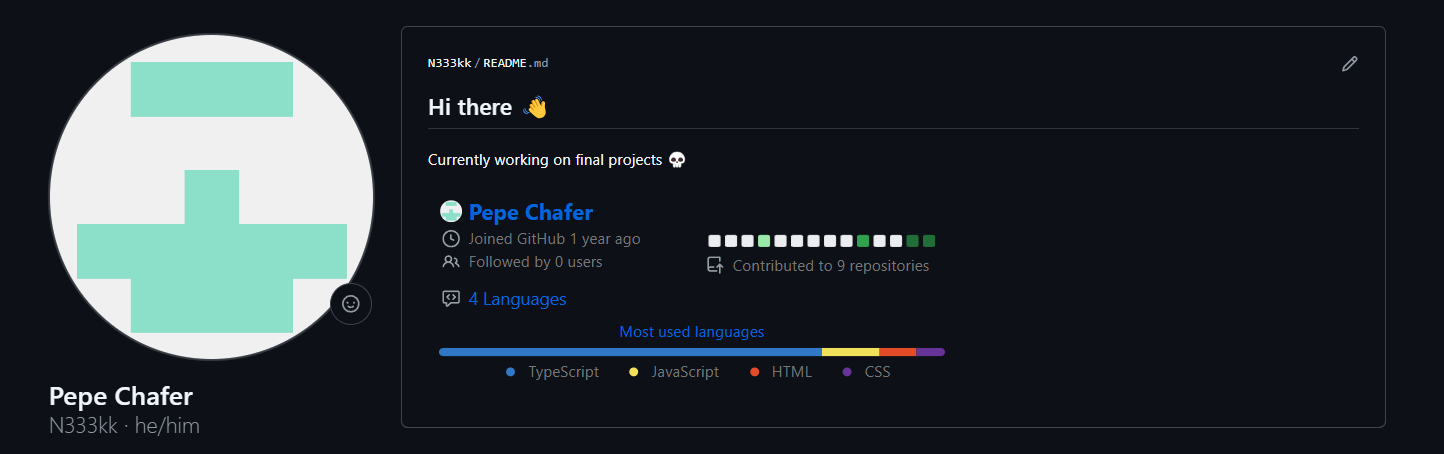 N333kk / README.md
Hi there 👋
Currently working on final projects 💀
Pepe Chafer
Joined GitHub 1 year ago
Followed by 0 users
Contributed to 9 repositories
4 Languages
Most used languages
TypeScript JavaScript HTML CSS
Pepe Chafer
N333kk · he/him